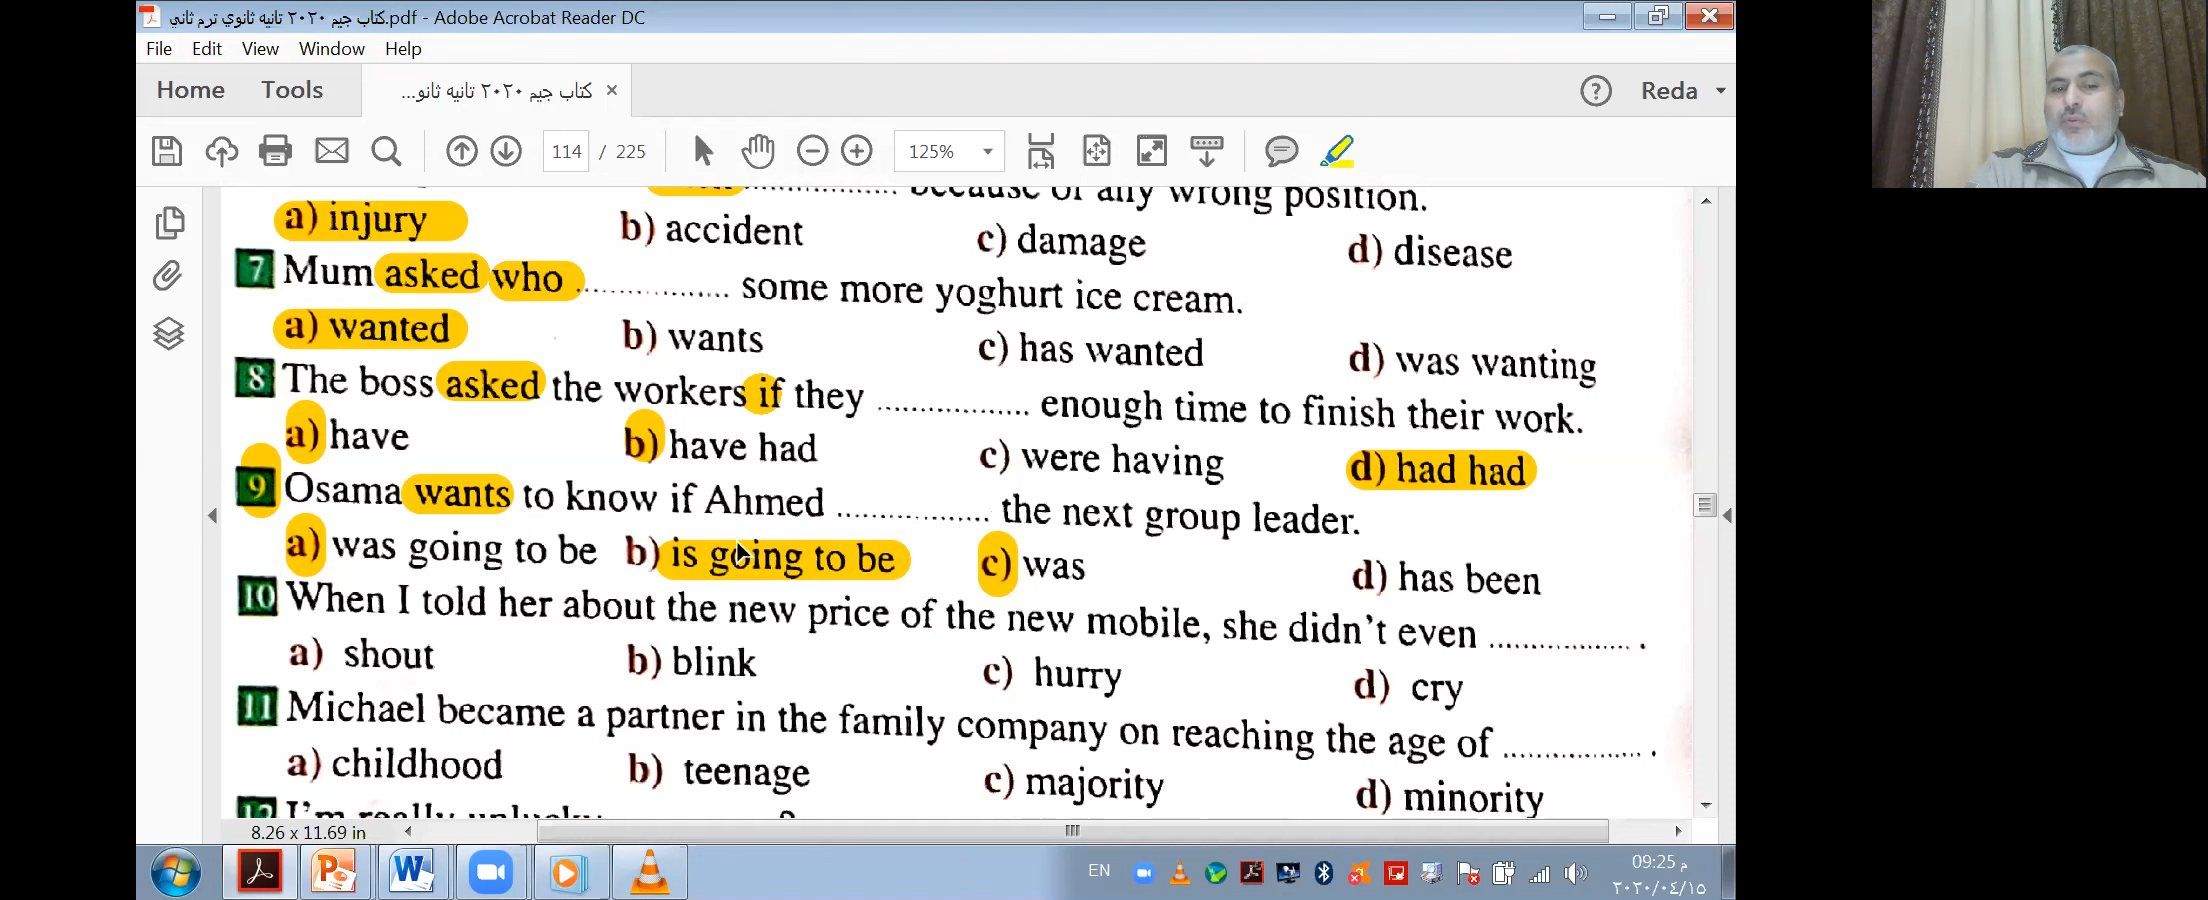 كتاب جيم ٢٠٢٠ تانيه ثانوي ترم ثاني.pdf - Adobe Acrobat Reader DC
File Edit View Window Help
Home Tools كتاب جيم ٢٠٢٠ تانيه ثانو... × ? Reda
114 / 225 125%
because of any wrong position.
a) injury b) accident c) damage d) disease
7 Mum asked who ................ some more yoghurt ice cream.
a) wanted b) wants c) has wanted d) was wanting
8 The boss asked the workers if they ................ enough time to finish their work.
a) have b) have had c) were having d) had had
9 Osama wants to know if Ahmed ................ the next group leader.
a) was going to be b) is going to be c) was d) has been
10 When I told her about the new price of the new mobile, she didn't even ................ .
a) shout b) blink c) hurry d) cry
11 Michael became a partner in the family company on reaching the age of ................ .
a) childhood b) teenage c) majority d) minority
12 I'm really unlucky
8.26 x 11.69 in
EN
09:25 م
٢٠٢٠/٠٤/١٥